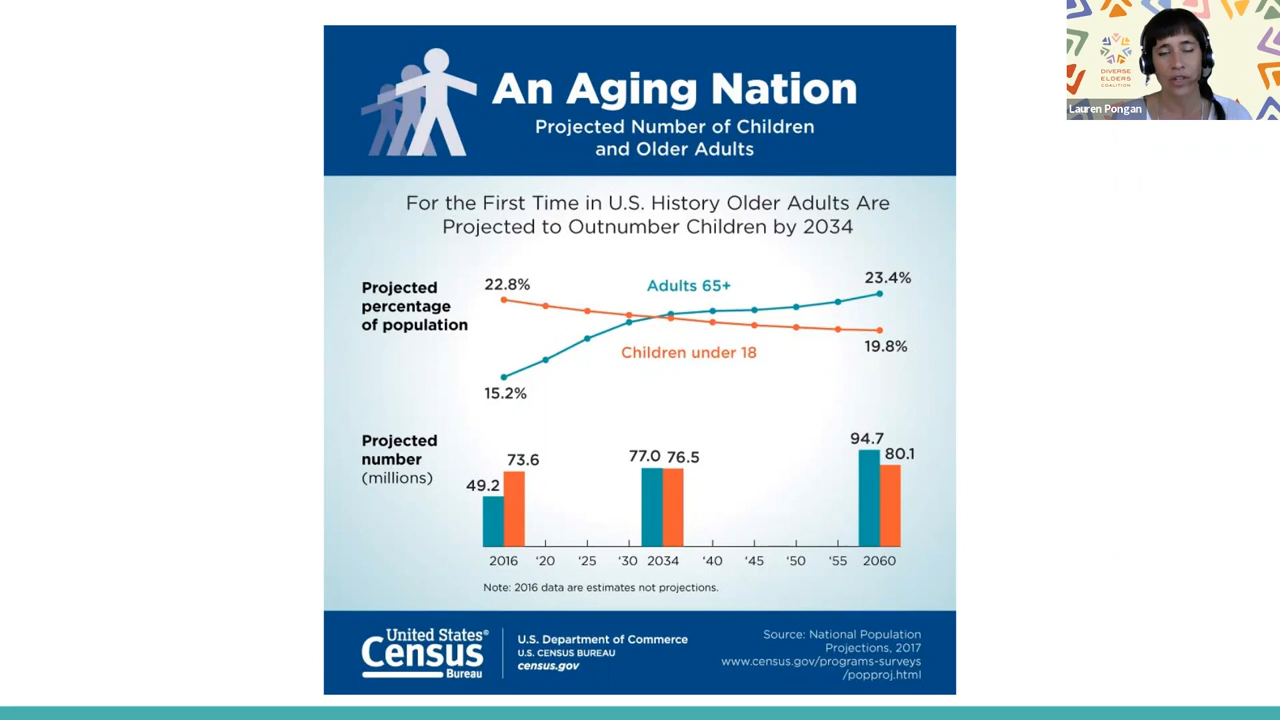 An Aging Nation
Projected Number of Children
and Older Adults
For the First Time in U.S. History Older Adults Are
Projected to Outnumber Children by 2034
Projected
percentage
of population
22.8%
15.2%
Adults 65+
Children under 18
23.4%
19.8%
Projected
number
(millions)
49.2
73.6
77.0
76.5
94.7
80.1
2016 ‘20 ‘25 ‘30 2034 ‘40 ‘45 ‘50 ‘55 2060
Note: 2016 data are estimates not projections.
United States®
Census
Bureau
U.S. Department of Commerce
U.S. CENSUS BUREAU
census.gov
Source: National Population
Projections, 2017
www.census.gov/programs-surveys
/popproj.html
DIVERSE
ELDERS
COALITION
Lauren Pongan